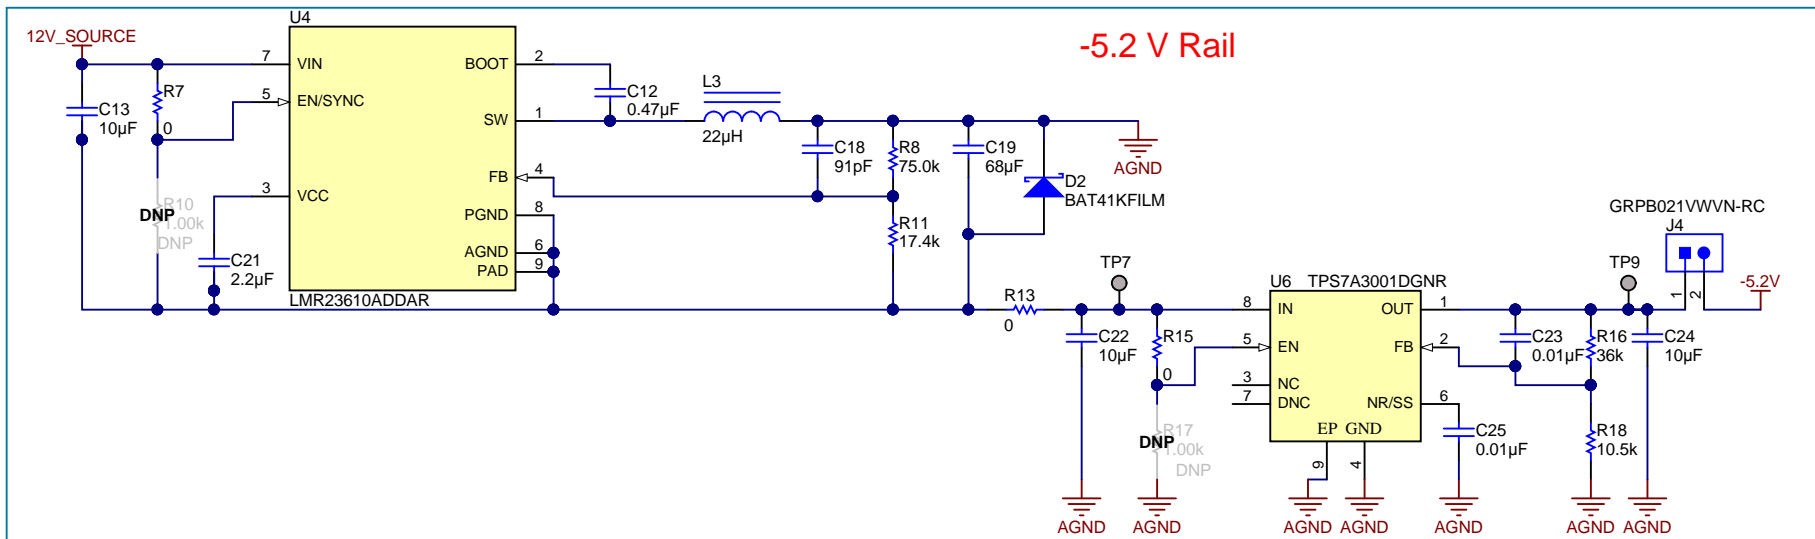 -5.2 V Rail
12V_SOURCE
U4
7
VIN
BOOT
2
R7
5
EN/SYNC
C13
10µF
0
C12
0.47µF
L3
22µH
SW
1
C18
91pF
R8
75.0k
C19
68µF
AGND
FB
4
D2
BAT41KFILM
3
VCC
R10
DNP
1.00k
DNP
PGND
8
R11
17.4k
AGND
6
PAD
9
C21
2.2µF
LMR23610ADDAR
GRPB021VWVN-RC
J4
1
2
-5.2V
TP7
TP9
R13
0
U6
TPS7A3001DGNR
8
IN
OUT
1
C22
10µF
R15
0
5
EN
FB
2
C23
0.01µF
R16
36k
C24
10µF
3
NC
7
DNC
NR/SS
6
R17
DNP
1.00k
DNP
EP
GND
9
4
C25
0.01µF
R18
10.5k
AGND
AGND
AGND
AGND
AGND
AGND
AGND